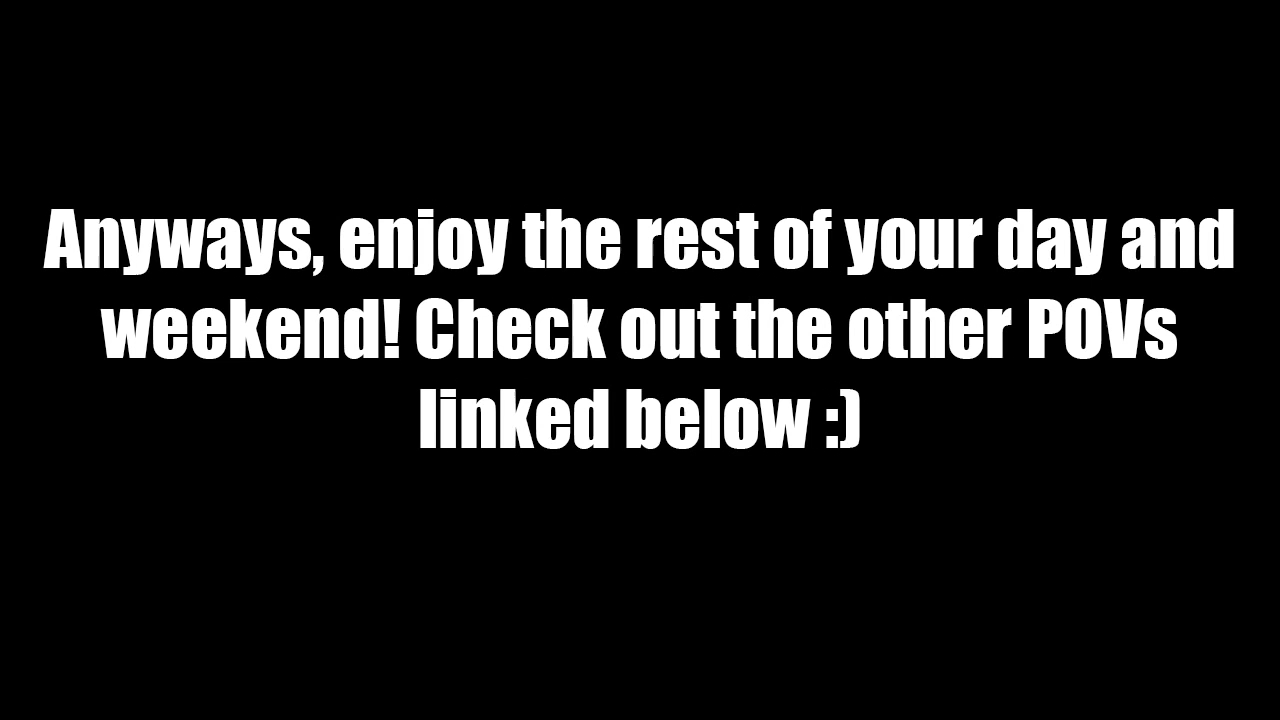 Anyways, enjoy the rest of your day and
weekend! Check out the other POVs
linked below :)